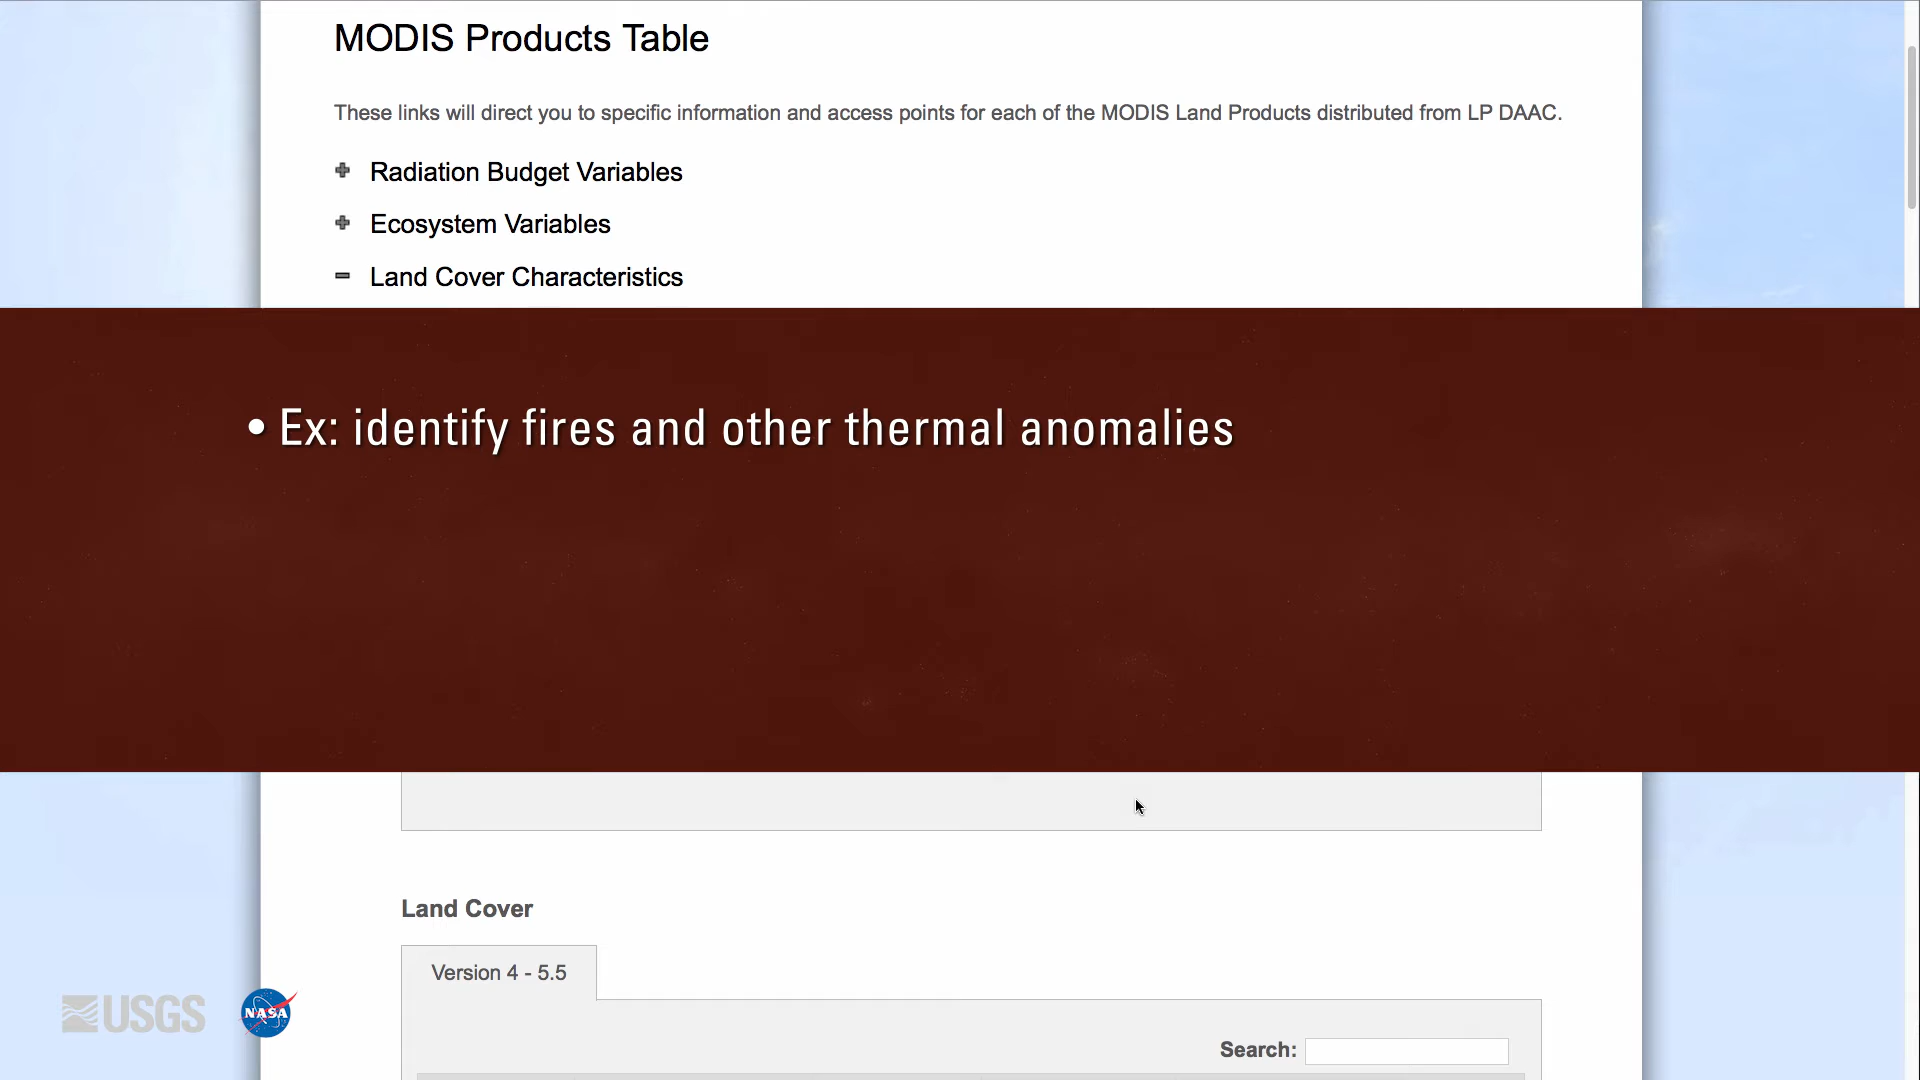 MODIS Products Table
These links will direct you to specific information and access points for each of the MODIS Land Products distributed from LP DAAC.
Radiation Budget Variables
Ecosystem Variables
Land Cover Characteristics
• Ex: identify fires and other thermal anomalies
Land Cover
Version 4 - 5.5
USGS
NASA
Search: